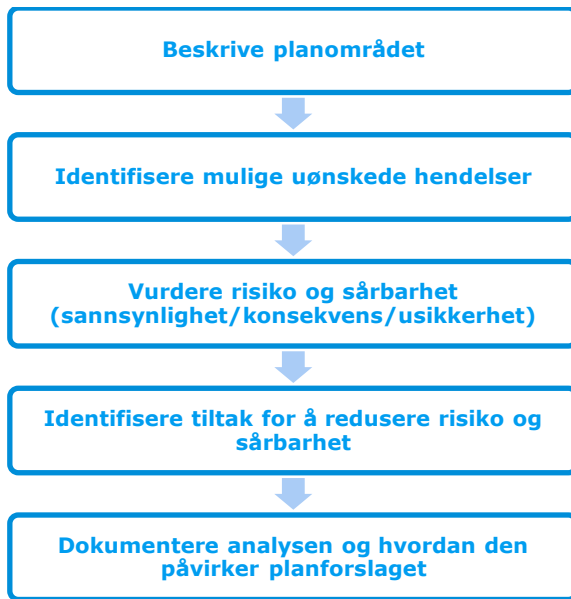 Beskrive planområdet
Identifisere mulige uønskede hendelser
Vurdere risiko og sårbarhet
(sannsynlighet/konsekvens/usikkerhet)
Identifisere tiltak for å redusere risiko og
sårbarhet
Dokumentere analysen og hvordan den
påvirker planforslaget